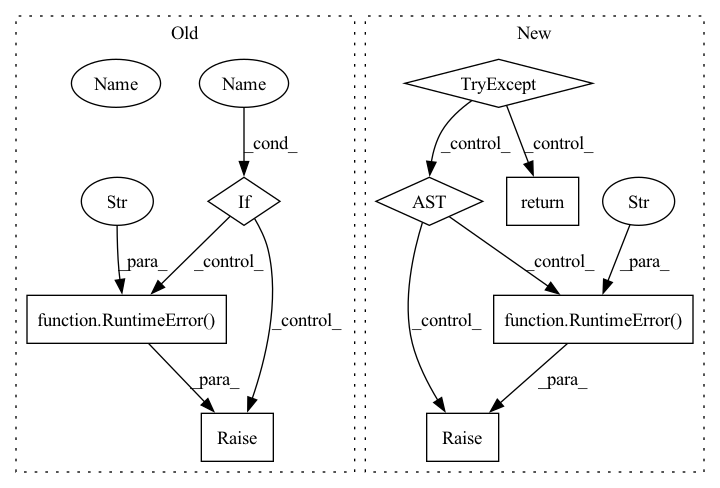 Old
New
Name
Name
TryExcept
_cond_
_control_
_control_
Str
If
AST
return
Str
_para_
_control_
_control_
_para_
function.RuntimeError()
_control_
_control_
function.RuntimeError()
_para_
_para_
Raise
Raise